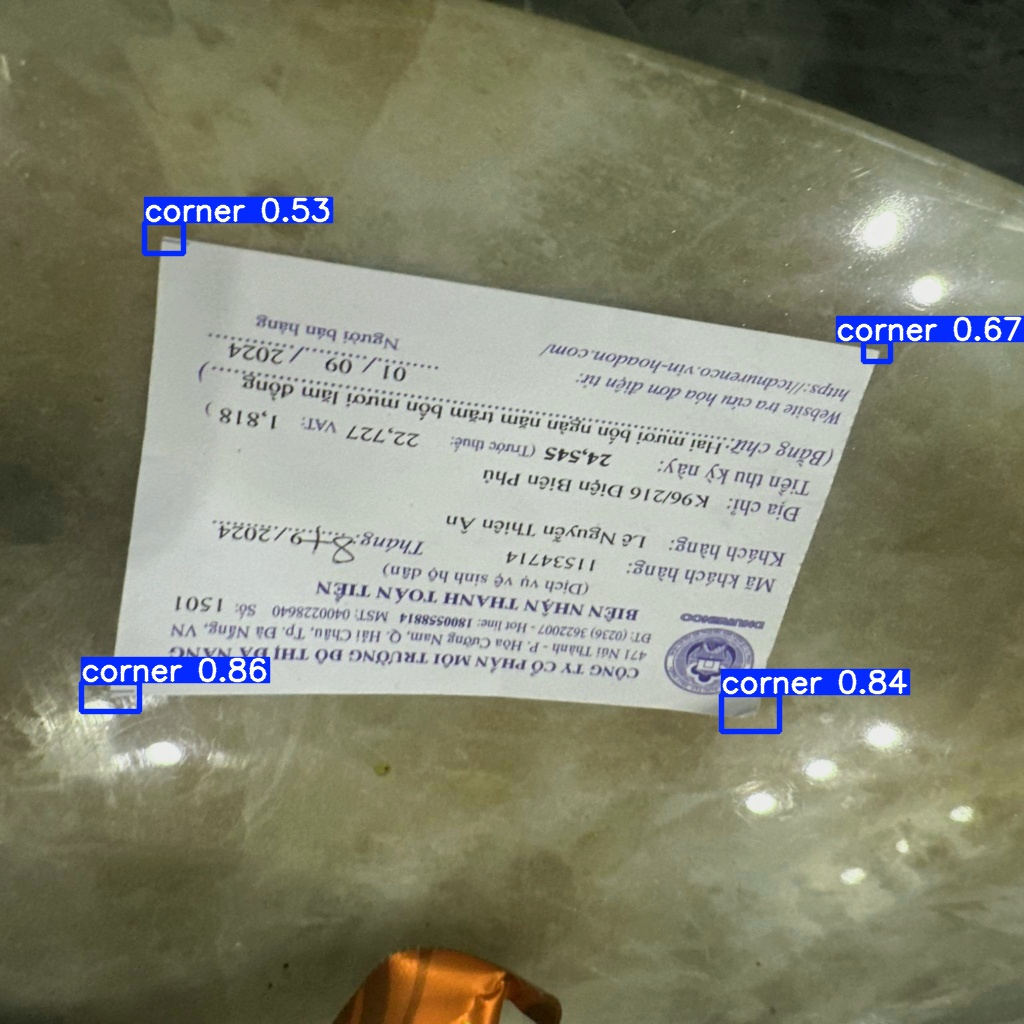 corner 0.53
corner 0.67
corner 0.86
corner 0.84
CÔNG TY CỔ PHẦN MÔI TRƯỜNG ĐÔ THỊ ĐÀ NẴNG
471 Núi Thành - P. Hòa Cường Nam, Q. Hải Châu, Tp. Đà Nẵng, VN
ĐT: (0236) 3622007 - Hot line: 18005588​14 MST: 0400228640 Số: 1501
DNURENCO
BIÊN NHẬN THANH TOÁN TIỀN
(Dịch vụ vệ sinh hộ dân)
Mã khách hàng: 11534714 Tháng: 8+9/2024
Khách hàng: Lê Nguyễn Thiên Ân
Địa chỉ: K96/216 Điện Biên Phủ
Tiền thu kỳ này: 24,545 (Trước thuế: 22,727 VAT: 1,818 )
(Bằng chữ: Hai mươi bốn ngàn năm trăm bốn mươi lăm đồng)
Website tra cứu hóa đơn điện tử: 01 / 09 / 2024
https://tcdnurenco.vin-hoadon.com/ Người bán hàng